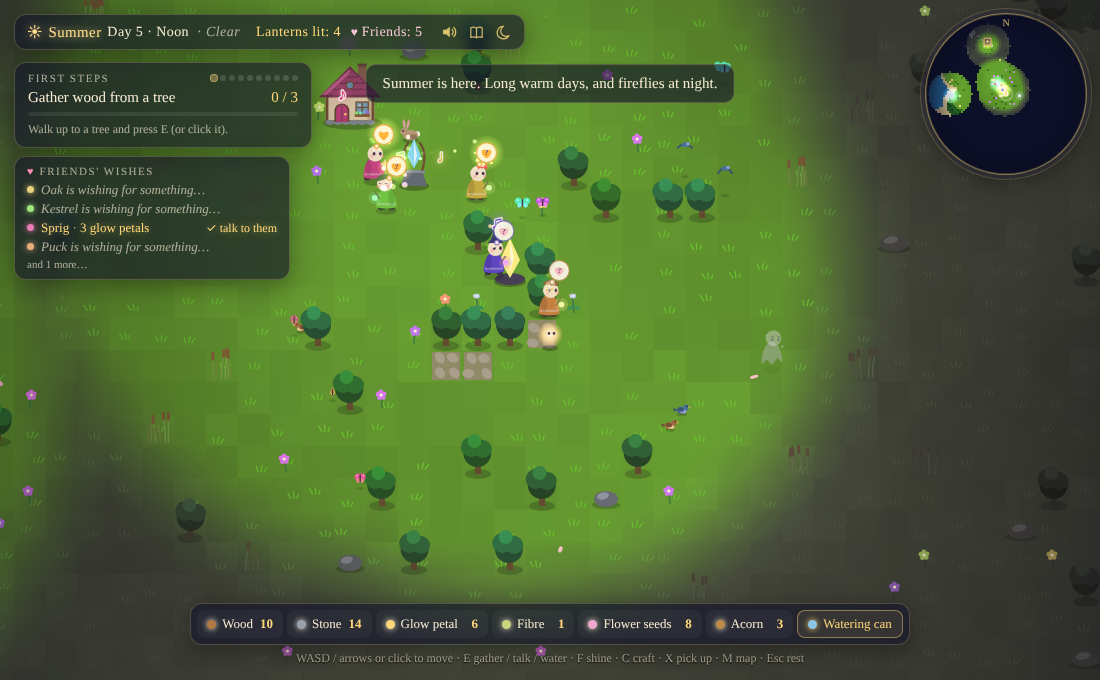 Summer Day 5 · Noon · Clear Lanterns lit: 4 ♥ Friends: 5
N
FIRST STEPS
Gather wood from a tree 0 / 3
Walk up to a tree and press E (or click it).
Summer is here. Long warm days, and fireflies at night.
♥ FRIENDS' WISHES
Oak is wishing for something…
Kestrel is wishing for something…
Sprig · 3 glow petals ✓ talk to them
Puck is wishing for something…
and 1 more…
Wood 10 Stone 14 Glow petal 6 Fibre 1 Flower seeds 8 Acorn 3 Watering can
WASD / arrows or click to move · E gather / talk / water · F shine · C craft · X pick up · M map · Esc rest